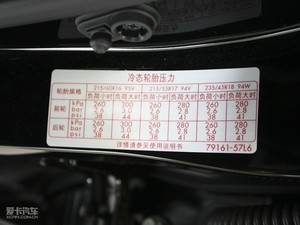 冷态轮胎压力
轮胎规格 215/60R16 95V 215/55R17 94V 235/45R18 94W
负荷小时 负荷大时 负荷小时 负荷大时 负荷小时 负荷大时
前轮 kPa 260 300 260 280 260 280
bar 2.6 3.0 2.6 2.8 2.6 2.8
psi 38 44 38 41 38 41
后轮 kPa 260 280 260 280 260 280
bar 2.6 2.8 2.6 2.8 2.6 2.8
psi 38 41 38 41 38 41
详情请参见使用说明书 79161-57L6
爱卡汽车